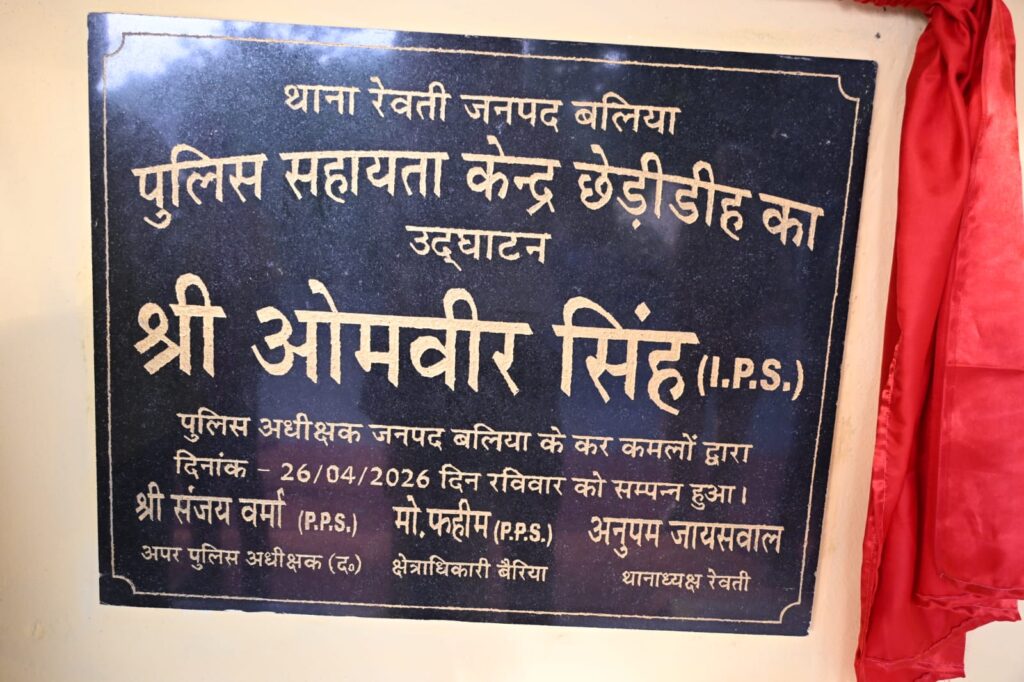 थाना रेवती जनपद बलिया
पुलिस सहायता केन्द्र छेड़ीडीह का
उद्घाटन
श्री ओमवीर सिंह (I.P.S.)
पुलिस अधीक्षक जनपद बलिया के कर कमलों द्वारा
दिनांक - 26/04/2026 दिन रविवार को सम्पन्न हुआ।
श्री संजय वर्मा (P.P.S.) मो. फहीम (P.P.S.) अनुपम जायसवाल
अपर पुलिस अधीक्षक (द०) क्षेत्राधिकारी बैरिया थानाध्यक्ष रेवती